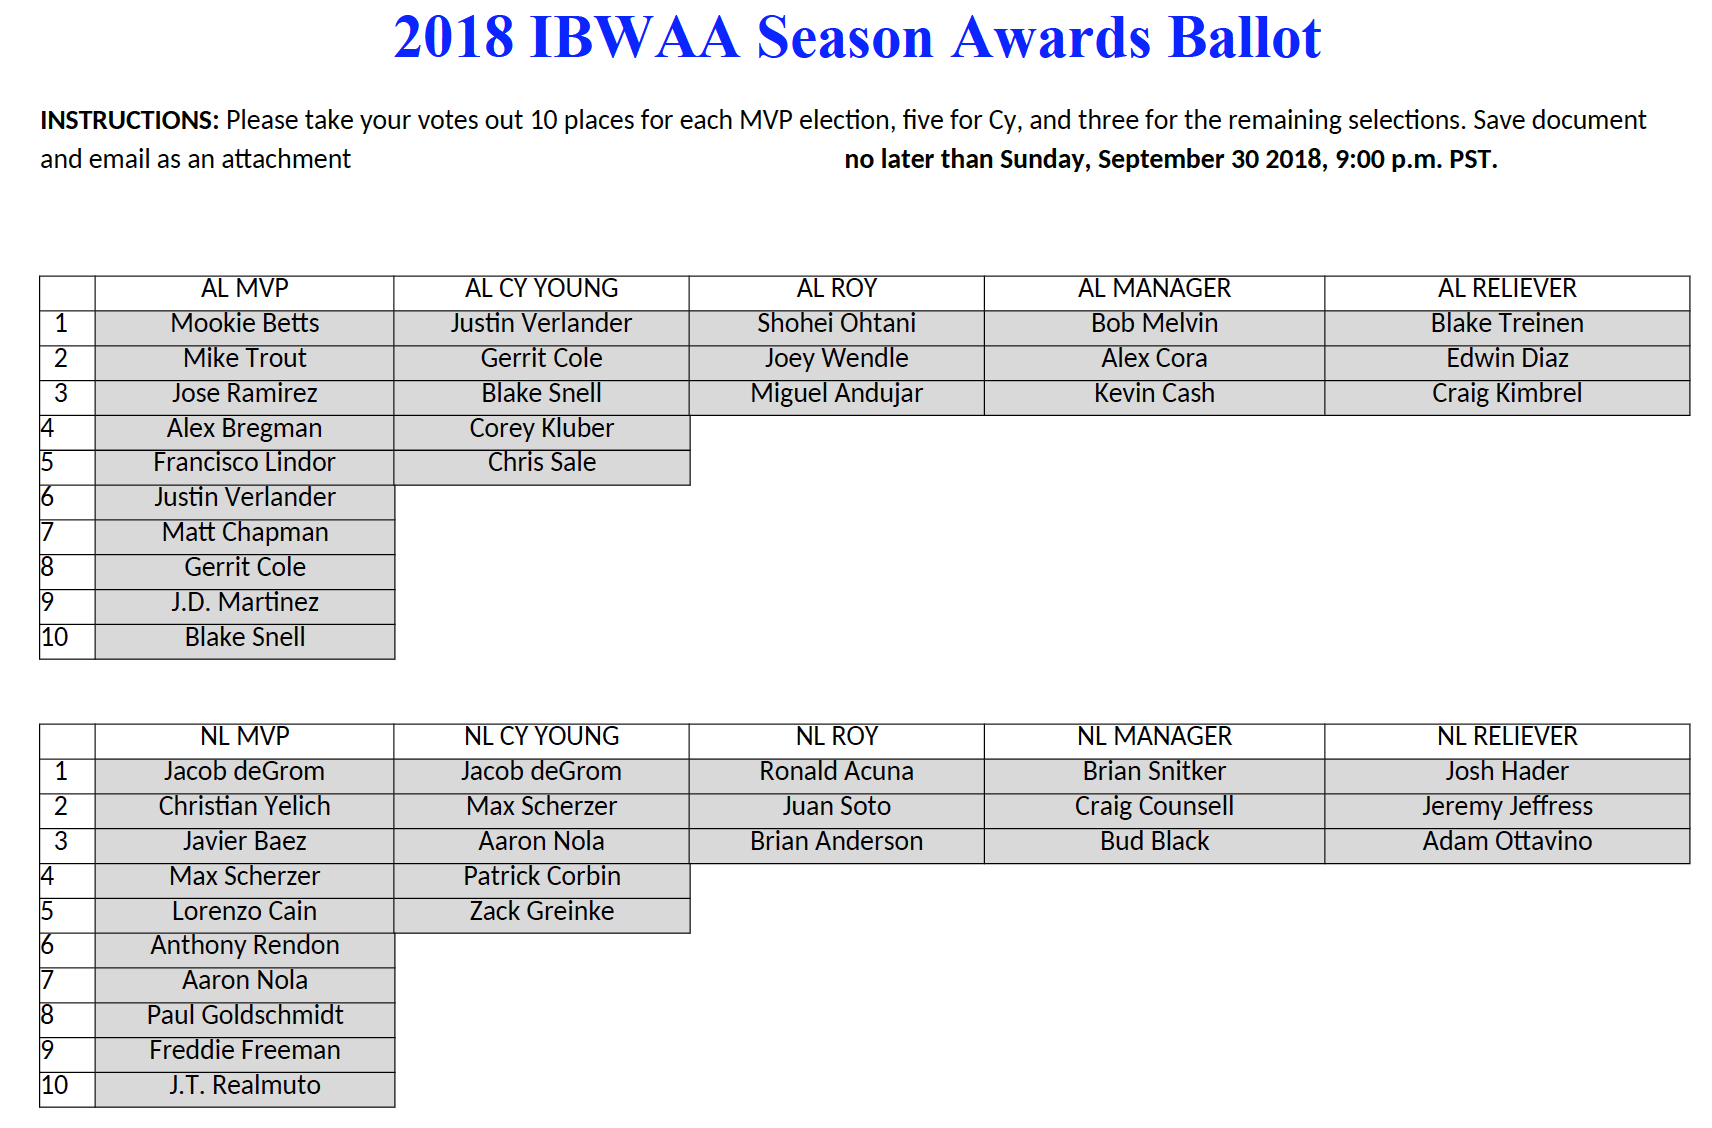 2018 IBWAA Season Awards Ballot
INSTRUCTIONS: Please take your votes out 10 places for each MVP election, five for Cy, and three for the remaining selections. Save document
and email as an attachment no later than Sunday, September 30 2018, 9:00 p.m. PST.
AL MVP AL CY YOUNG AL ROY AL MANAGER AL RELIEVER
1 Mookie Betts Justin Verlander Shohei Ohtani Bob Melvin Blake Treinen
2 Mike Trout Gerrit Cole Joey Wendle Alex Cora Edwin Diaz
3 Jose Ramirez Blake Snell Miguel Andujar Kevin Cash Craig Kimbrel
4 Alex Bregman Corey Kluber
5 Francisco Lindor Chris Sale
6 Justin Verlander
7 Matt Chapman
8 Gerrit Cole
9 J.D. Martinez
10 Blake Snell
NL MVP NL CY YOUNG NL ROY NL MANAGER NL RELIEVER
1 Jacob deGrom Jacob deGrom Ronald Acuna Brian Snitker Josh Hader
2 Christian Yelich Max Scherzer Juan Soto Craig Counsell Jeremy Jeffress
3 Javier Baez Aaron Nola Brian Anderson Bud Black Adam Ottavino
4 Max Scherzer Patrick Corbin
5 Lorenzo Cain Zack Greinke
6 Anthony Rendon
7 Aaron Nola
8 Paul Goldschmidt
9 Freddie Freeman
10 J.T. Realmuto